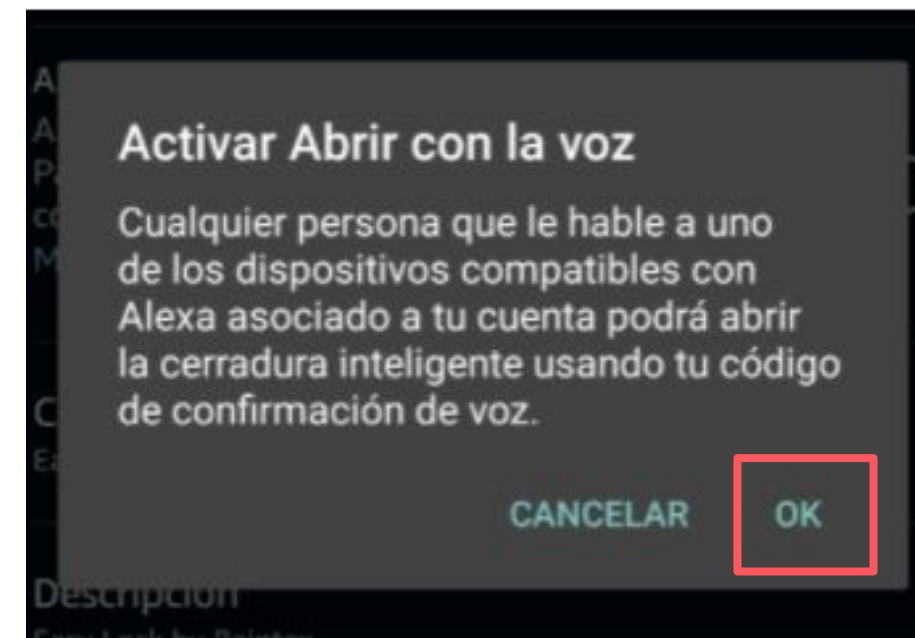 Activar Abrir con la voz
Cualquier persona que le hable a uno
de los dispositivos compatibles con
Alexa asociado a tu cuenta podrá abrir
la cerradura inteligente usando tu código
de confirmación de voz.
CANCELAR OK
Descripción